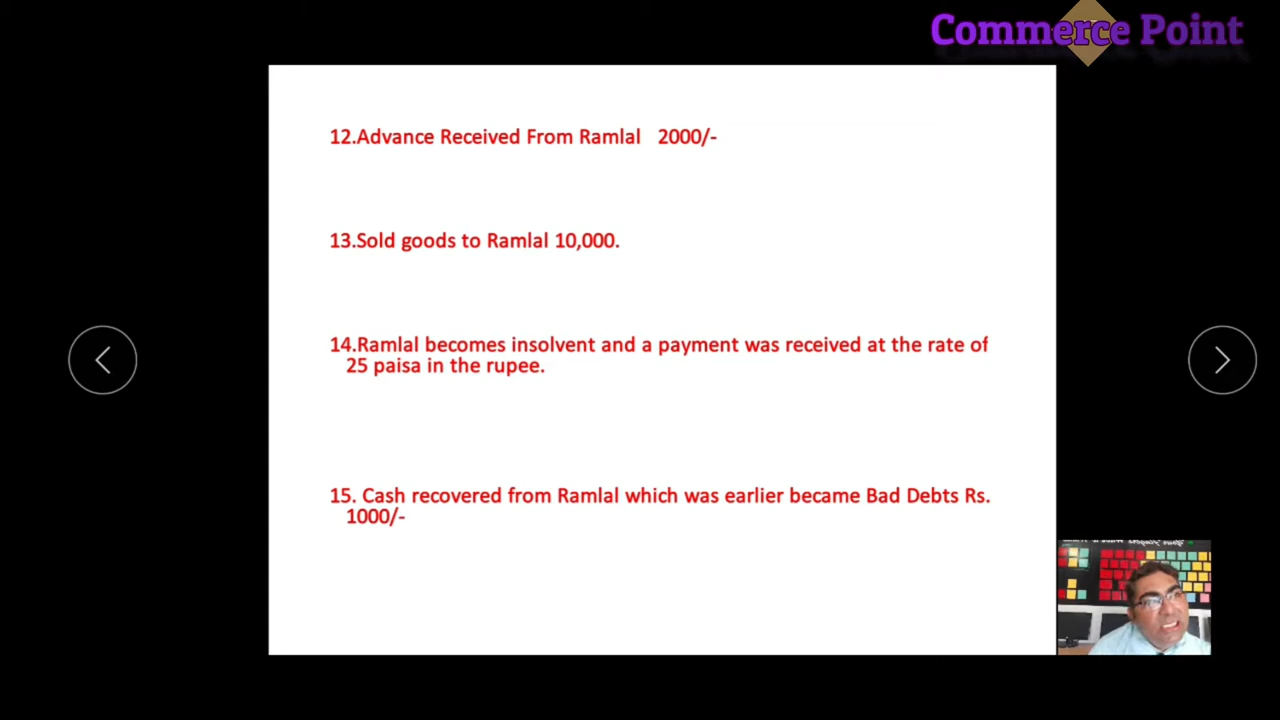 Commerce Point
12.Advance Received From Ramlal 2000/-
13.Sold goods to Ramlal 10,000.
14.Ramlal becomes insolvent and a payment was received at the rate of
25 paisa in the rupee.
15. Cash recovered from Ramlal which was earlier became Bad Debts Rs.
1000/-